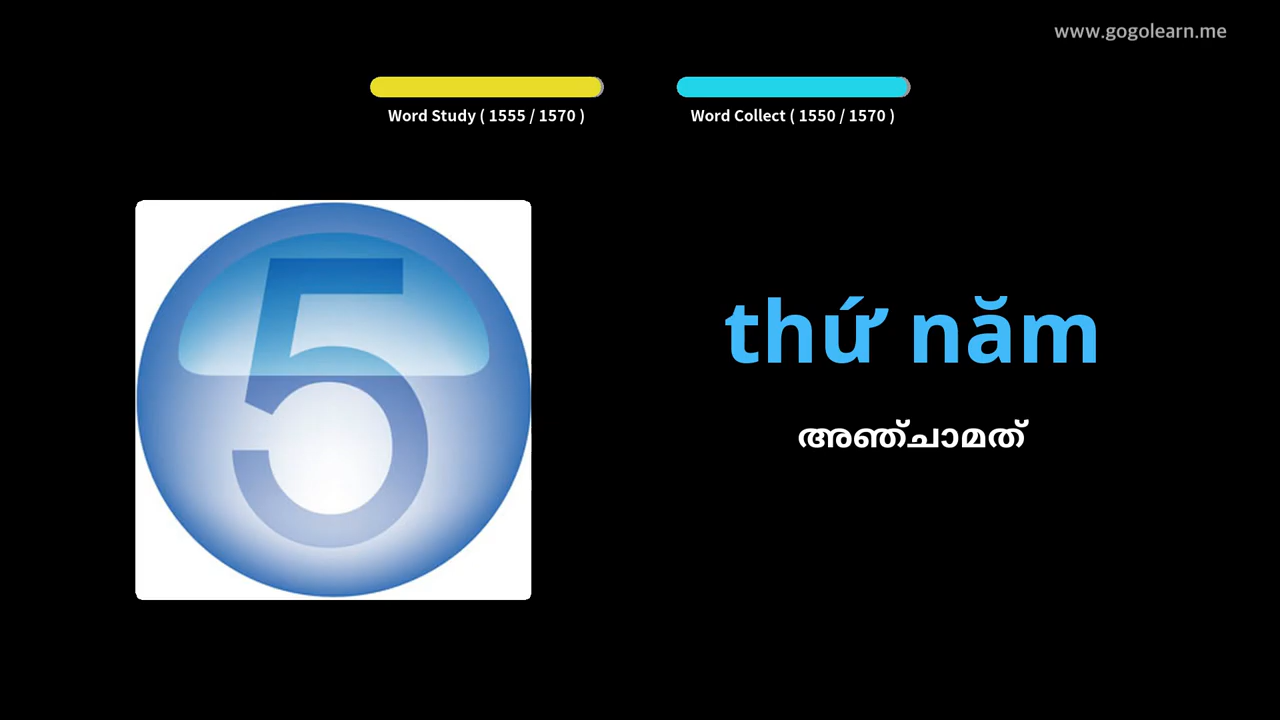 www.gogolearn.me
Word Study ( 1555 / 1570 )
Word Collect ( 1550 / 1570 )
5
thứ năm
അഞ്ചാമത്